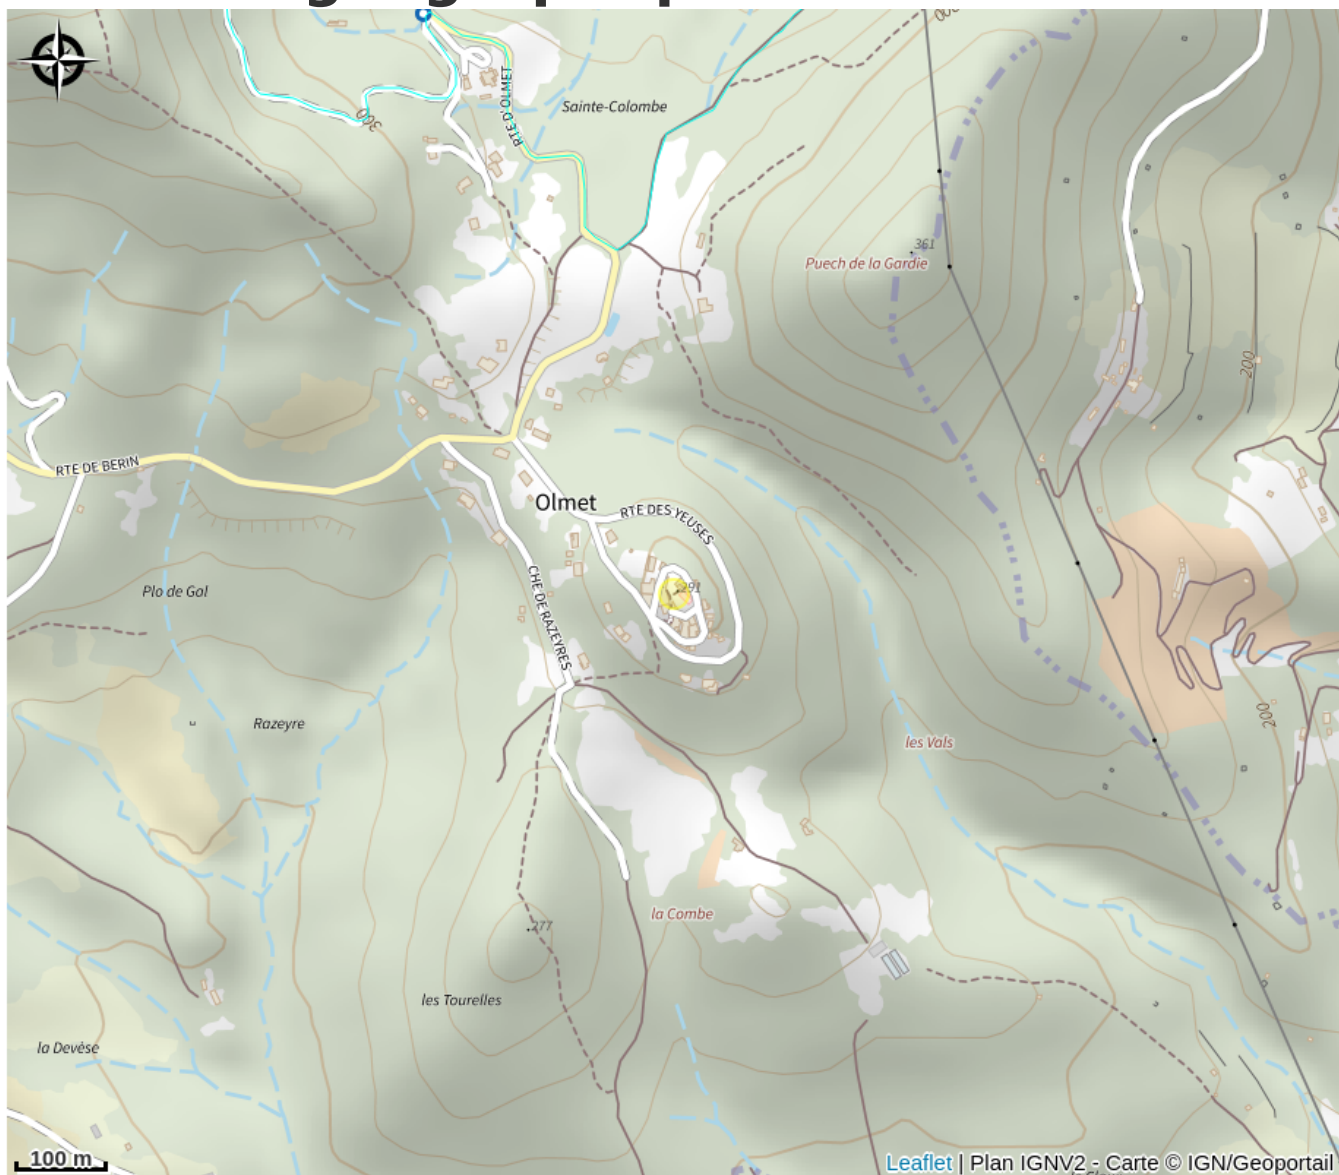 RTE D'OLMET
Sainte-Colombe
300
361
Puech de la Gardie
200
RTE DE BERIN
Olmet
RTE DES YEUSES
291
Plo de Gol
CHE DE RAZEYRES
Razeyre
200
les Vals
la Combe
277
les Tourelles
la Devèse
100 m
Leaflet | Plan IGNV2 - Carte © IGN/Geoportail